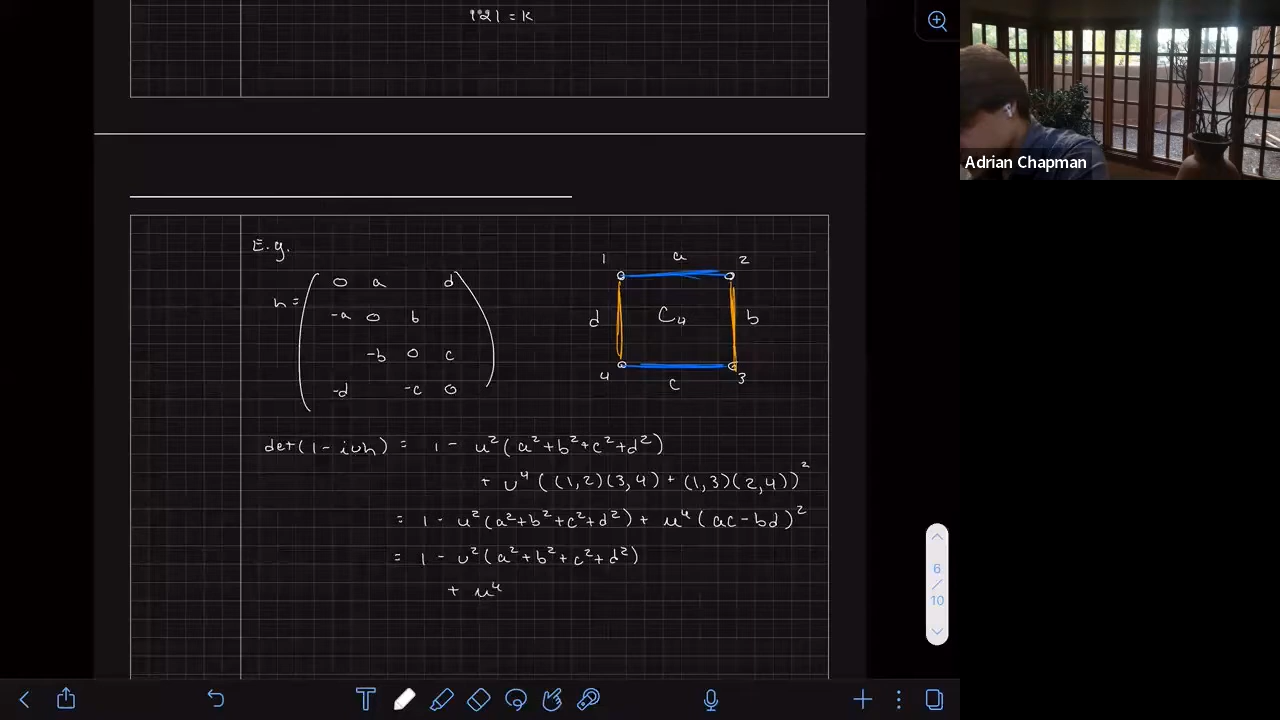 |2| = k
E.g.
h = ( 0 a d
-a 0 b
-b 0 c
-d -c 0 )
1 a 2
d C₄ b
4 c 3
det(1 - iuh) = 1 - u²(a²+b²+c²+d²)
+ u⁴((1,2)(3,4) + (1,3)(2,4))²
= 1 - u²(a²+b²+c²+d²) + u⁴(ac-bd)²
= 1 - u²(a²+b²+c²+d²)
+ u⁴
Adrian Chapman
6
/
10
T